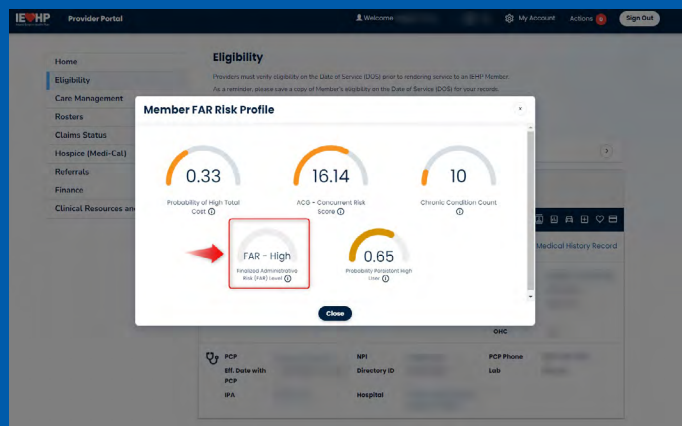 IEHP Provider Portal
Welcome
My Account
Actions
Sign Out
Home
Eligibility
Care Management
Rosters
Claims Status
Hospice (Medi-Cal)
Referrals
Finance
Clinical Resources an
Eligibility
Providers must verify eligibility on the Date of Service (DOS) prior to rendering service to an IEHP Member.
As a reminder, please save a copy of Member's eligibility on the Date of Service (DOS) for your records.
Member FAR Risk Profile
0.33
Probability of High Total
Cost
16.14
ACG - Concurrent Risk
Score
10
Chronic Condition Count
FAR - High
Finalized Administrative
Risk (FAR) Level
0.65
Probability Persistent High
User
Close
Medical History Record
OHC
PCP
NPI
PCP Phone
Eff. Date with
PCP
Directory ID
Lab
IPA
Hospital